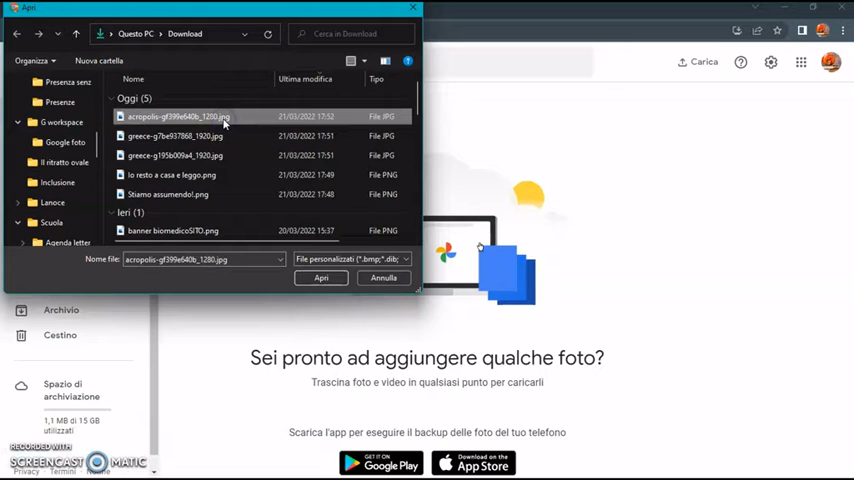 Apri
Questo PC > Download
Cerca in Download
Organizza
Nuova cartella
Nome
Ultima modifica
Tipo
Presenza senz
Presenze
G workspace
Google foto
Il ritratto ovale
Inclusione
Lanoce
Scuola
Agenda letter
Oggi (5)
acropolis-gf399e640b_1280.jpg 21/03/2022 17:52 File JPG
greece-g7be937868_1920.jpg 21/03/2022 17:51 File JPG
greece-g195b009a4_1920.jpg 21/03/2022 17:51 File JPG
Io resto a casa e leggo.png 21/03/2022 17:49 File PNG
Stiamo assumendo!.png 21/03/2022 17:48 File PNG
Ieri (1)
banner biomedicoSITO.png 20/03/2022 15:37 File PNG
Nome file: acropolis-gf399e640b_1280.jpg
File personalizzati (*.bmp;*.dib;
Apri
Annulla
Carica
Archivio
Cestino
Spazio di
archiviazione
1,1 MB di 15 GB
utilizzati
Sei pronto ad aggiungere qualche foto?
Trascina foto e video in qualsiasi punto per caricarli
Scarica l'app per eseguire il backup delle foto del tuo telefono
GET IT ON
Google Play
Download on the
App Store
RECORDED WITH
SCREENCAST MATIC
Privacy Termini